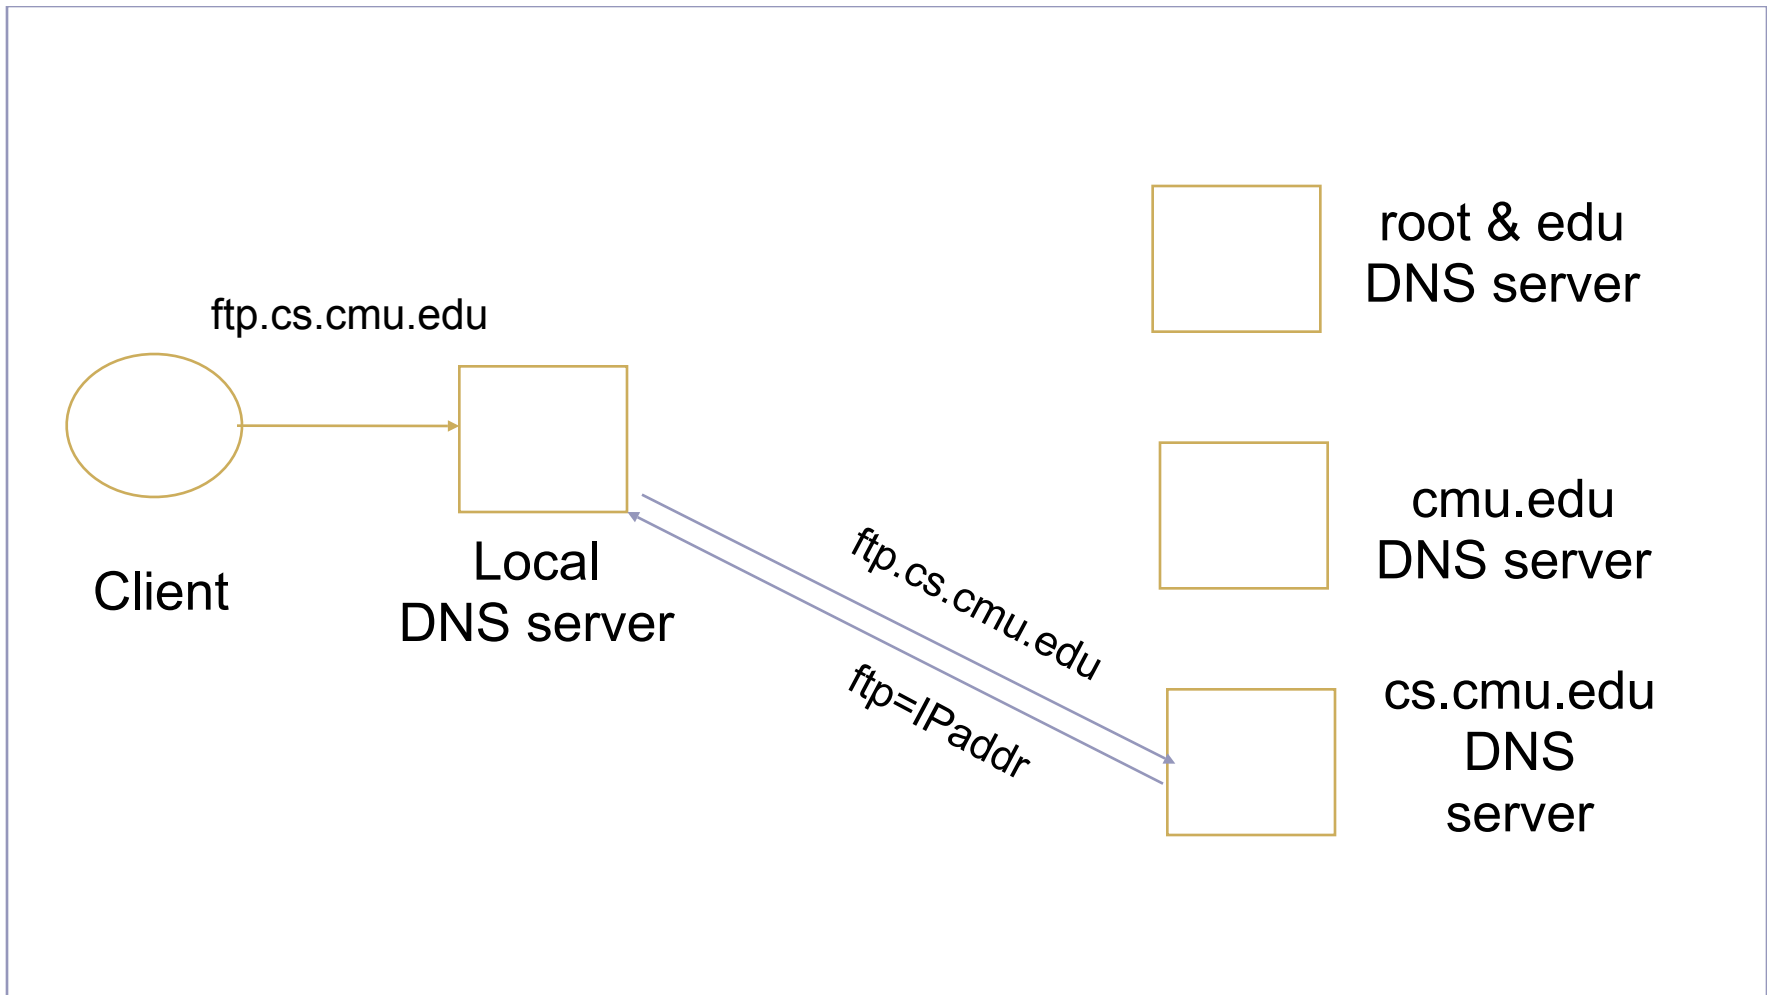 root & edu
DNS server
ftp.cs.cmu.edu
Client
Local
DNS server
ftp.cs.cmu.edu
ftp=IPaddr
cmu.edu
DNS server
cs.cmu.edu
DNS
server